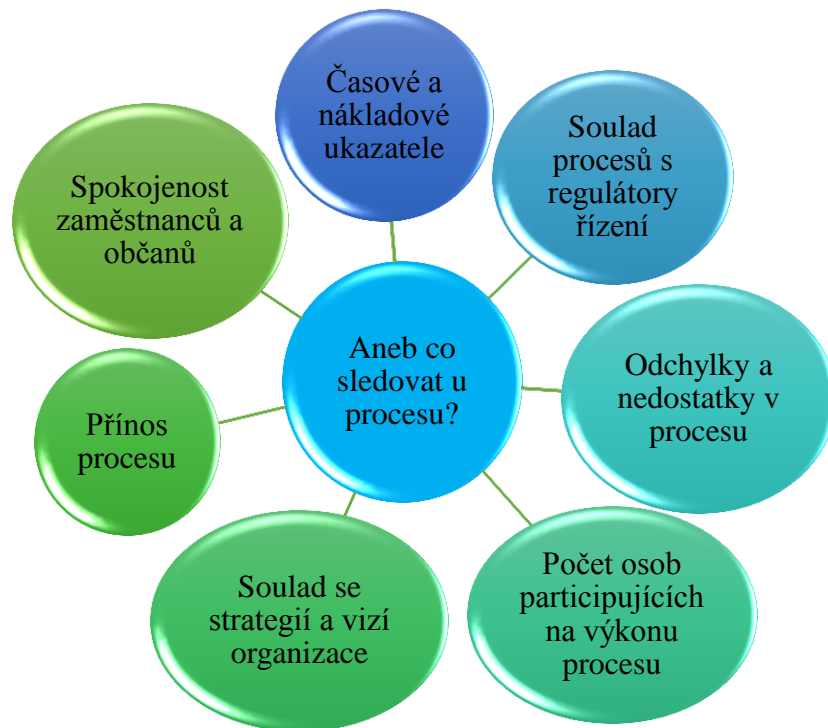 Časové a
nákladové
ukazatele
Soulad
procesů s
regulátory
řízení
Odchylky a
nedostatky v
procesu
Počet osob
participujících
na výkonu
procesu
Soulad se
strategií a vizí
organizace
Přínos
procesu
Spokojenost
zaměstnanců a
občanů
Aneb co
sledovat u
procesu?